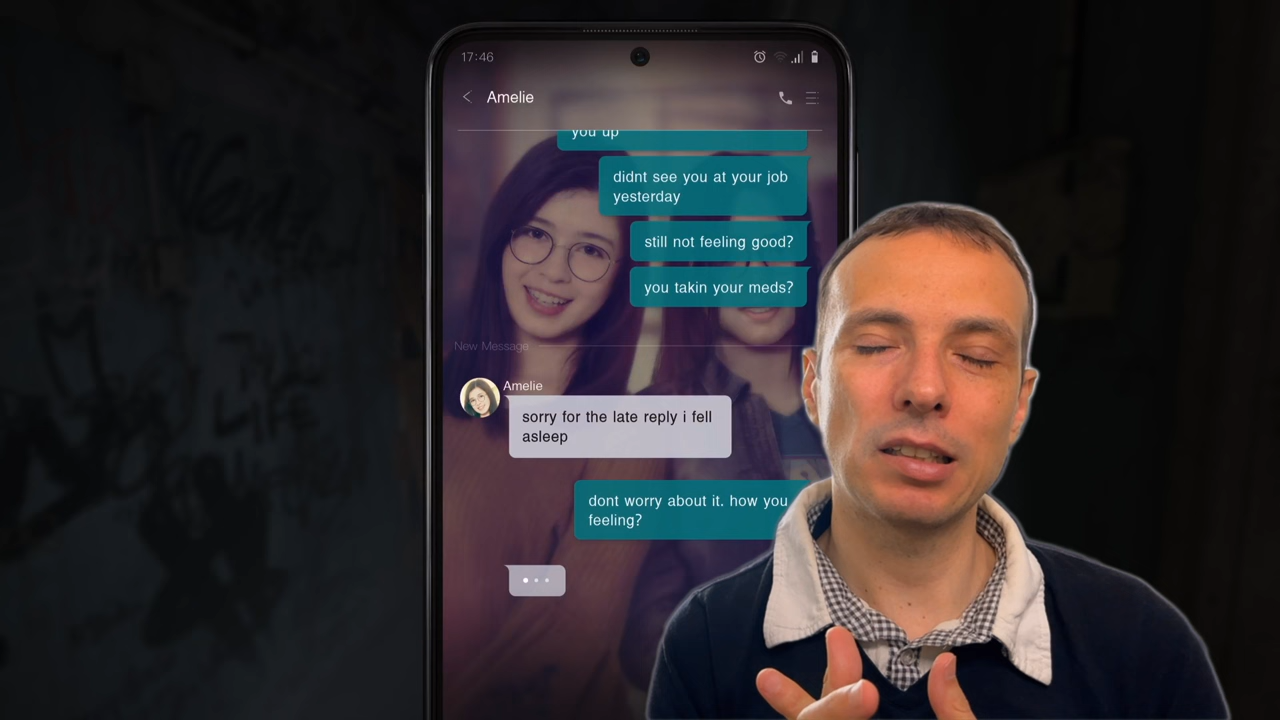 17:46
Amelie
you up
didnt see you at your job
yesterday
still not feeling good?
you takin your meds?
New Message
Amelie
sorry for the late reply i fell
asleep
dont worry about it. how you
feeling?